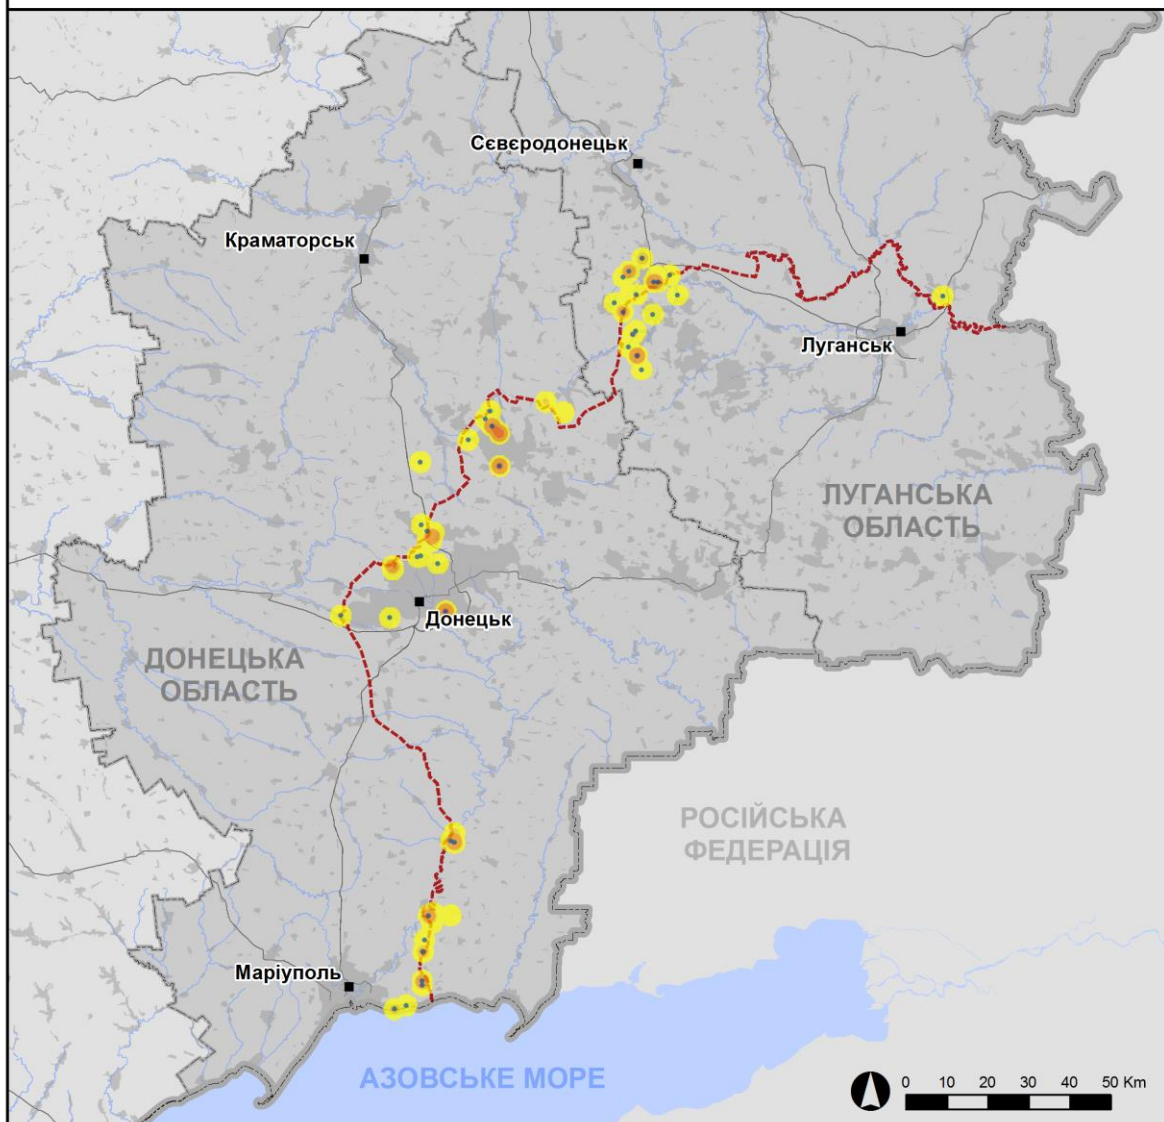 Сєвєродонецьк
Краматорськ
Луганськ
ЛУГАНСЬКА
ОБЛАСТЬ
Донецьк
ДОНЕЦЬКА
ОБЛАСТЬ
РОСІЙСЬКА
ФЕДЕРАЦІЯ
Маріуполь
АЗОВСЬКЕ МОРЕ
0 10 20 30 40 50 Km